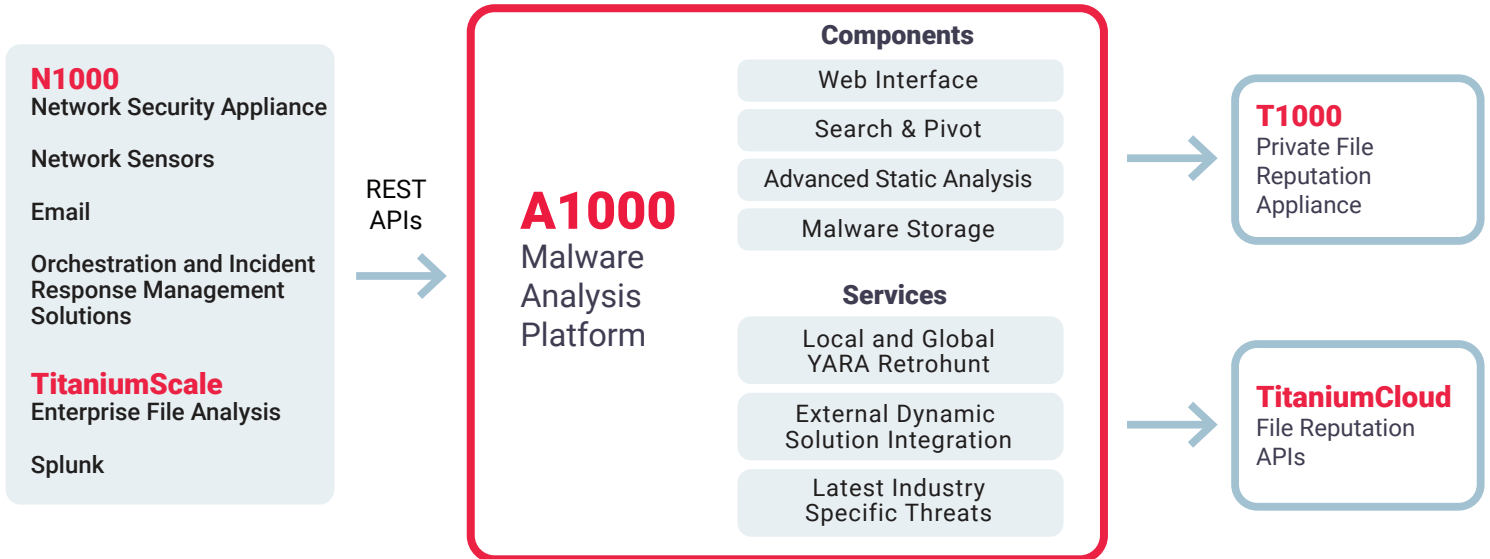 N1000
Network Security Appliance
Network Sensors
Email
Orchestration and Incident
Response Management
Solutions
TitaniumScale
Enterprise File Analysis
Splunk
REST
APIs
A1000
Malware
Analysis
Platform
Components
Web Interface
Search & Pivot
Advanced Static Analysis
Malware Storage
Services
Local and Global
YARA Retrohunt
External Dynamic
Solution Integration
Latest Industry
Specific Threats
T1000
Private File
Reputation
Appliance
TitaniumCloud
File Reputation
APIs